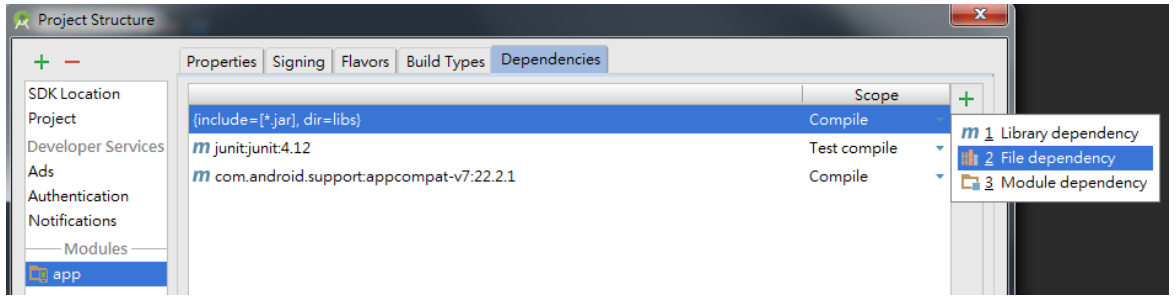 Project Structure
Properties Signing Flavors Build Types Dependencies
SDK Location
Project
Developer Services
Ads
Authentication
Notifications
Modules
app
Scope
{include=[*.jar], dir=libs} Compile
m junit:junit:4.12 Test compile
m com.android.support:appcompat-v7:22.2.1 Compile
m 1 Library dependency
2 File dependency
3 Module dependency